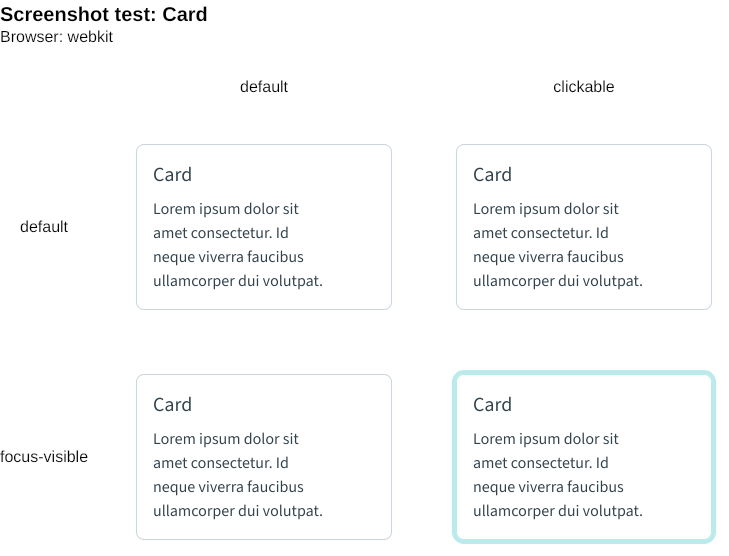 Screenshot test: Card
Browser: webkit
default
clickable
default
Card
Lorem ipsum dolor sit
amet consectetur. Id
neque viverra faucibus
ullamcorper dui volutpat.
Card
Lorem ipsum dolor sit
amet consectetur. Id
neque viverra faucibus
ullamcorper dui volutpat.
focus-visible
Card
Lorem ipsum dolor sit
amet consectetur. Id
neque viverra faucibus
ullamcorper dui volutpat.
Card
Lorem ipsum dolor sit
amet consectetur. Id
neque viverra faucibus
ullamcorper dui volutpat.